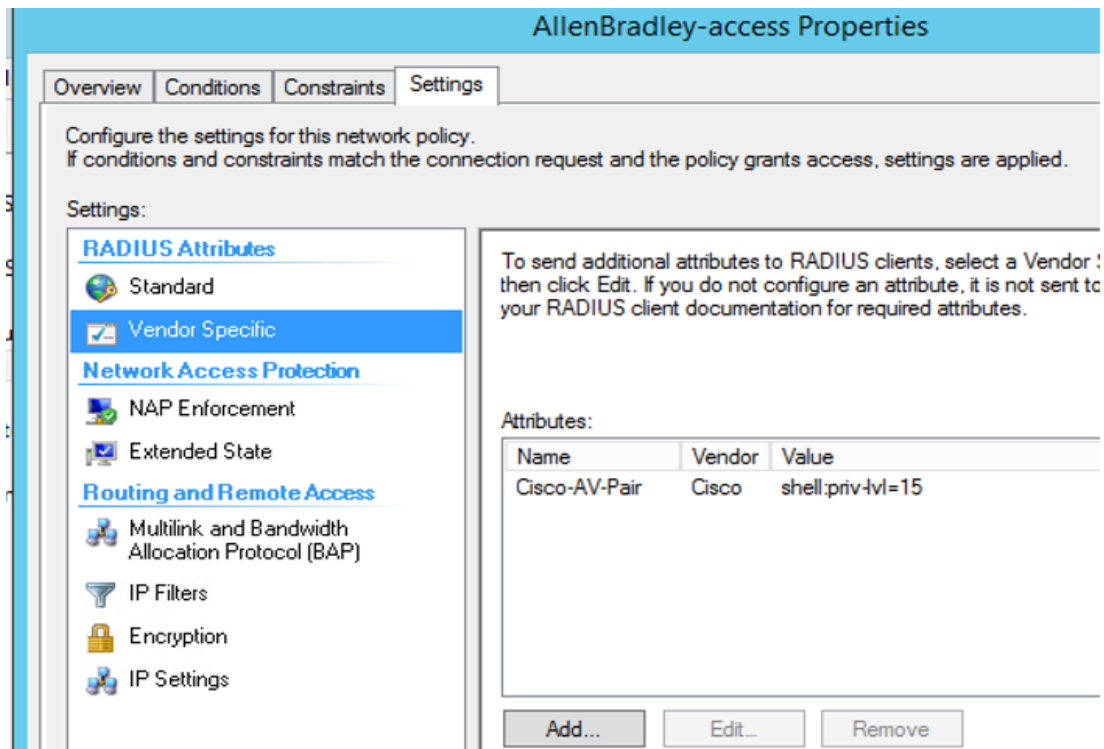 AllenBradley-access Properties
Overview Conditions Constraints Settings
Configure the settings for this network policy.
If conditions and constraints match the connection request and the policy grants access, settings are applied.
Settings:
RADIUS Attributes
Standard
Vendor Specific
Network Access Protection
NAP Enforcement
Extended State
Routing and Remote Access
Multilink and Bandwidth
Allocation Protocol (BAP)
IP Filters
Encryption
IP Settings
To send additional attributes to RADIUS clients, select a Vendor
then click Edit. If you do not configure an attribute, it is not sent to
your RADIUS client documentation for required attributes.
Attributes:
Name Vendor Value
Cisco-AV-Pair Cisco shell:priv-lvl=15
Add... Edit... Remove